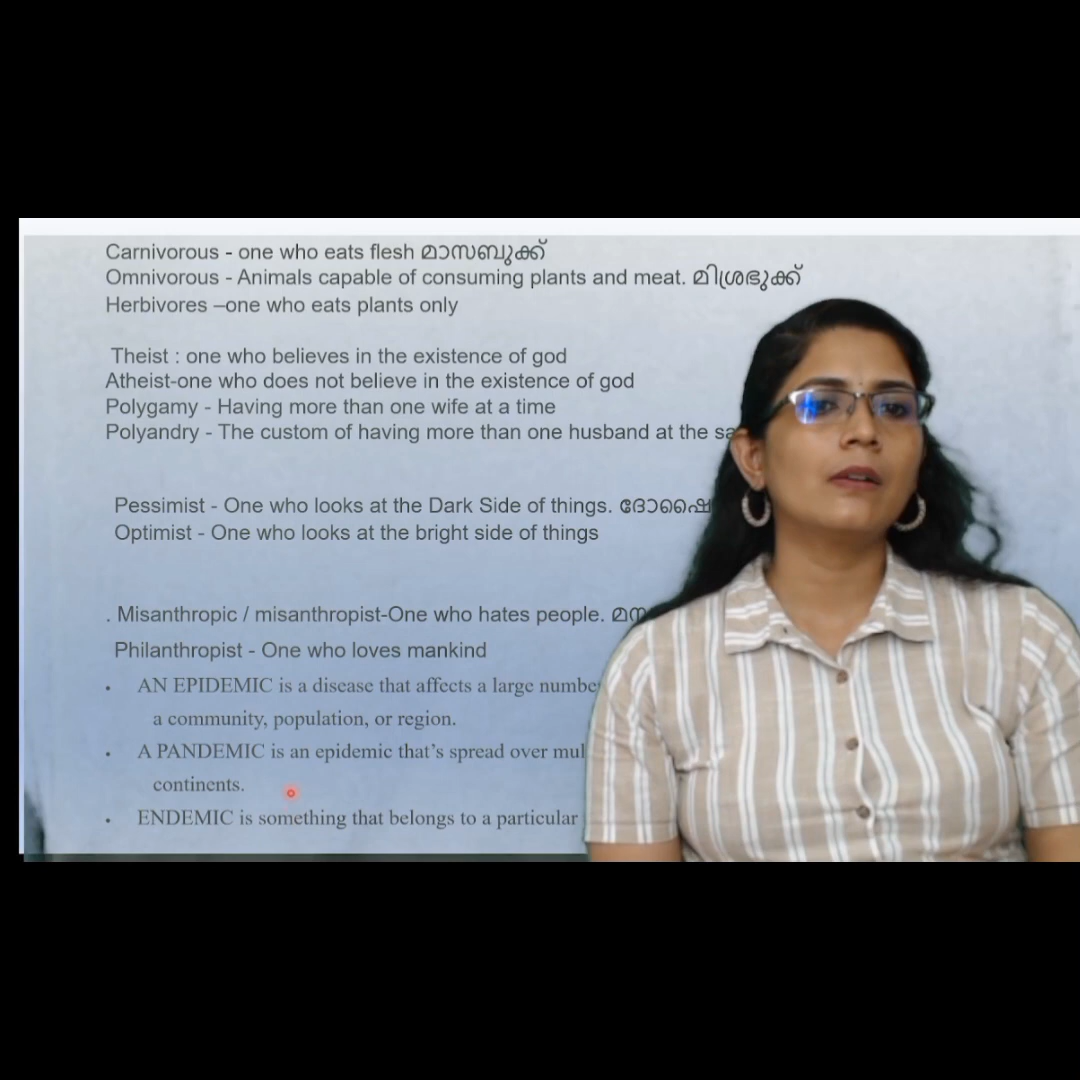 Carnivorous - one who eats flesh മാസബുക്ക്
Omnivorous - Animals capable of consuming plants and meat. മിശ്രഭുക്ക്
Herbivores –one who eats plants only
Theist : one who believes in the existence of god
Atheist-one who does not believe in the existence of god
Polygamy - Having more than one wife at a time
Polyandry - The custom of having more than one husband at the
Pessimist - One who looks at the Dark Side of things.
Optimist - One who looks at the bright side of things
. Misanthropic / misanthropist-One who hates people.
Philanthropist - One who loves mankind
• AN EPIDEMIC is a disease that affects a large
a community, population, or region.
• A PANDEMIC is an epidemic that’s spread over
continents.
• ENDEMIC is something that belongs to a particular